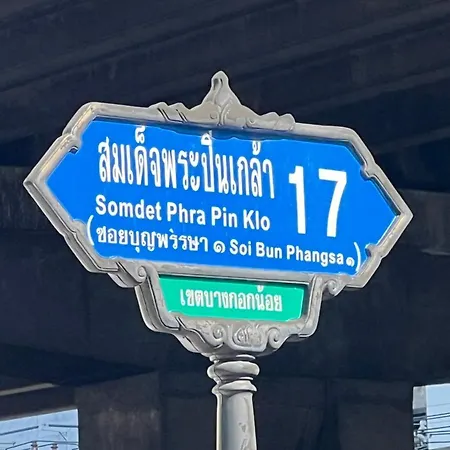 สมเด็จพระปิ่นเกล้า 17
Somdet Phra Pin Klo
(ซอยบุญพรรษา ๑ Soi Bun Phangsa ๑)
เขตบางกอกน้อย